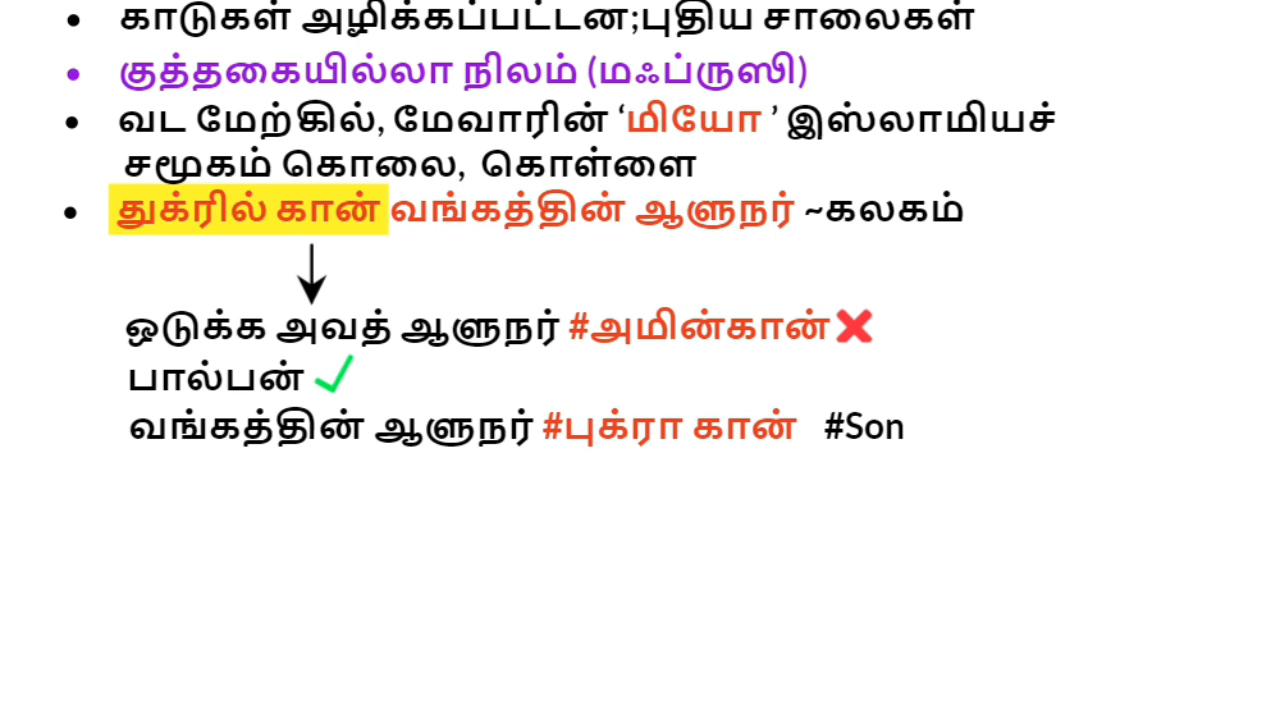 • காடுகள் அழிக்கப்பட்டன;புதிய சாலைகள்
• குத்தகையில்லா நிலம் (மஃப்ருஸி)
• வட மேற்கில், மேவாரின் ‘மியோ ’ இஸ்லாமியச்
சமூகம் கொலை, கொள்ளை
• துக்ரில் கான் வங்கத்தின் ஆளுநர் ~கலகம்
ஒடுக்க அவத் ஆளுநர் #அமின்கான்❌
பால்பன் ✓
வங்கத்தின் ஆளுநர் #புக்ரா கான் #Son